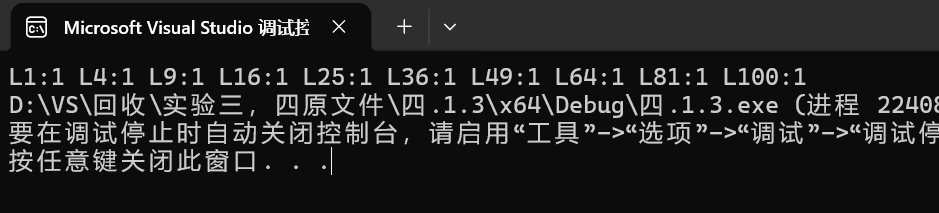 Microsoft Visual Studio 调试控
L1:1 L4:1 L9:1 L16:1 L25:1 L36:1 L49:1 L64:1 L81:1 L100:1
D:\VS\回收\实验三，四原文件\四.1.3\x64\Debug\四.1.3.exe (进程 22408
要在调试停止时自动关闭控制台，请启用“工具”->“选项”->“调试”->“调试停
按任意键关闭此窗口. . .